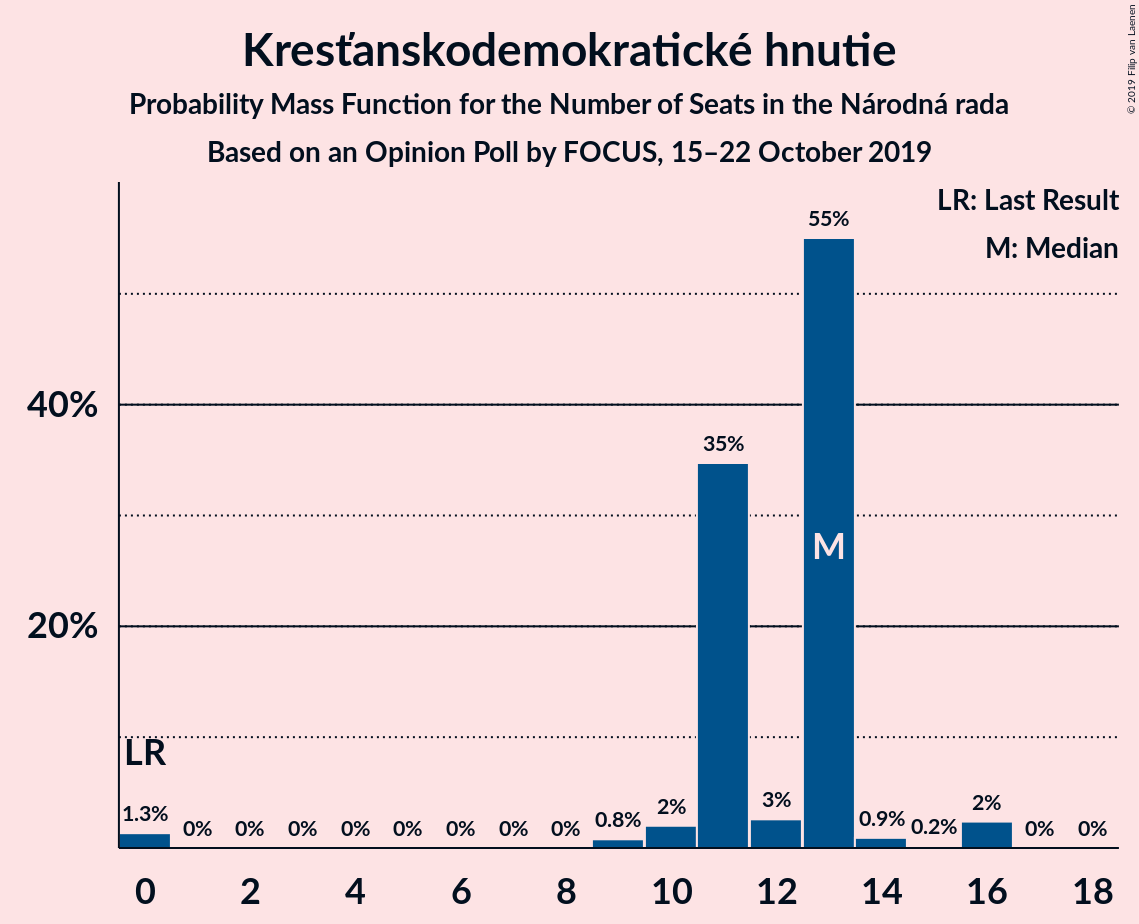 Kresťanskodemokratické hnutie
Probability Mass Function for the Number of Seats in the Národná rada
Based on an Opinion Poll by FOCUS, 15–22 October 2019
© 2019 Filip van Laenen
LR: Last Result
M: Median
40%
20%
LR
M
1.3%
0%
0%
0%
0%
0%
0%
0%
0%
0.8%
2%
35%
3%
55%
0.9%
0.2%
2%
0%
0%
0 2 4 6 8 10 12 14 16 18